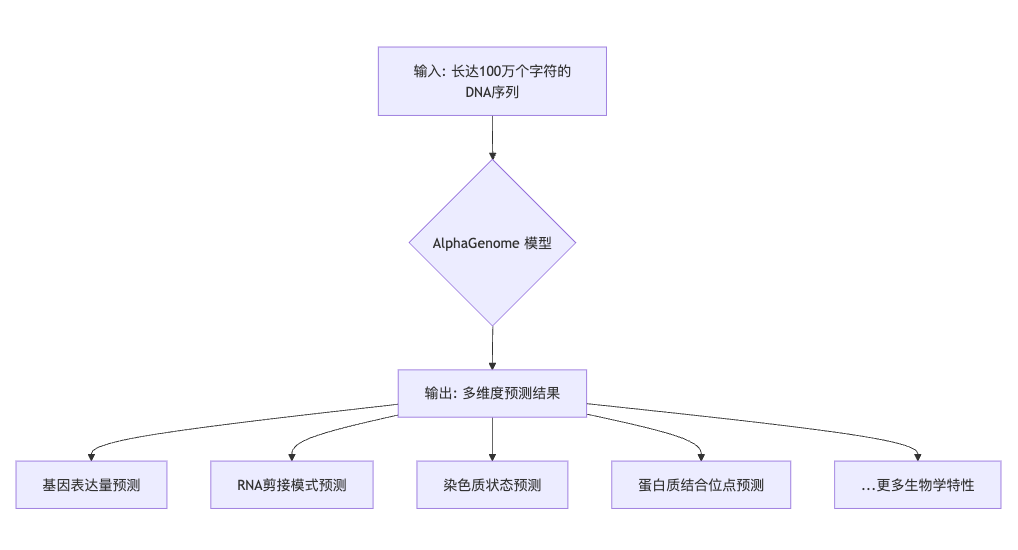 输入: 长达100万个字符的
DNA序列
AlphaGenome 模型
输出: 多维度预测结果
基因表达量预测
RNA剪接模式预测
染色质状态预测
蛋白质结合位点预测
...更多生物学特性